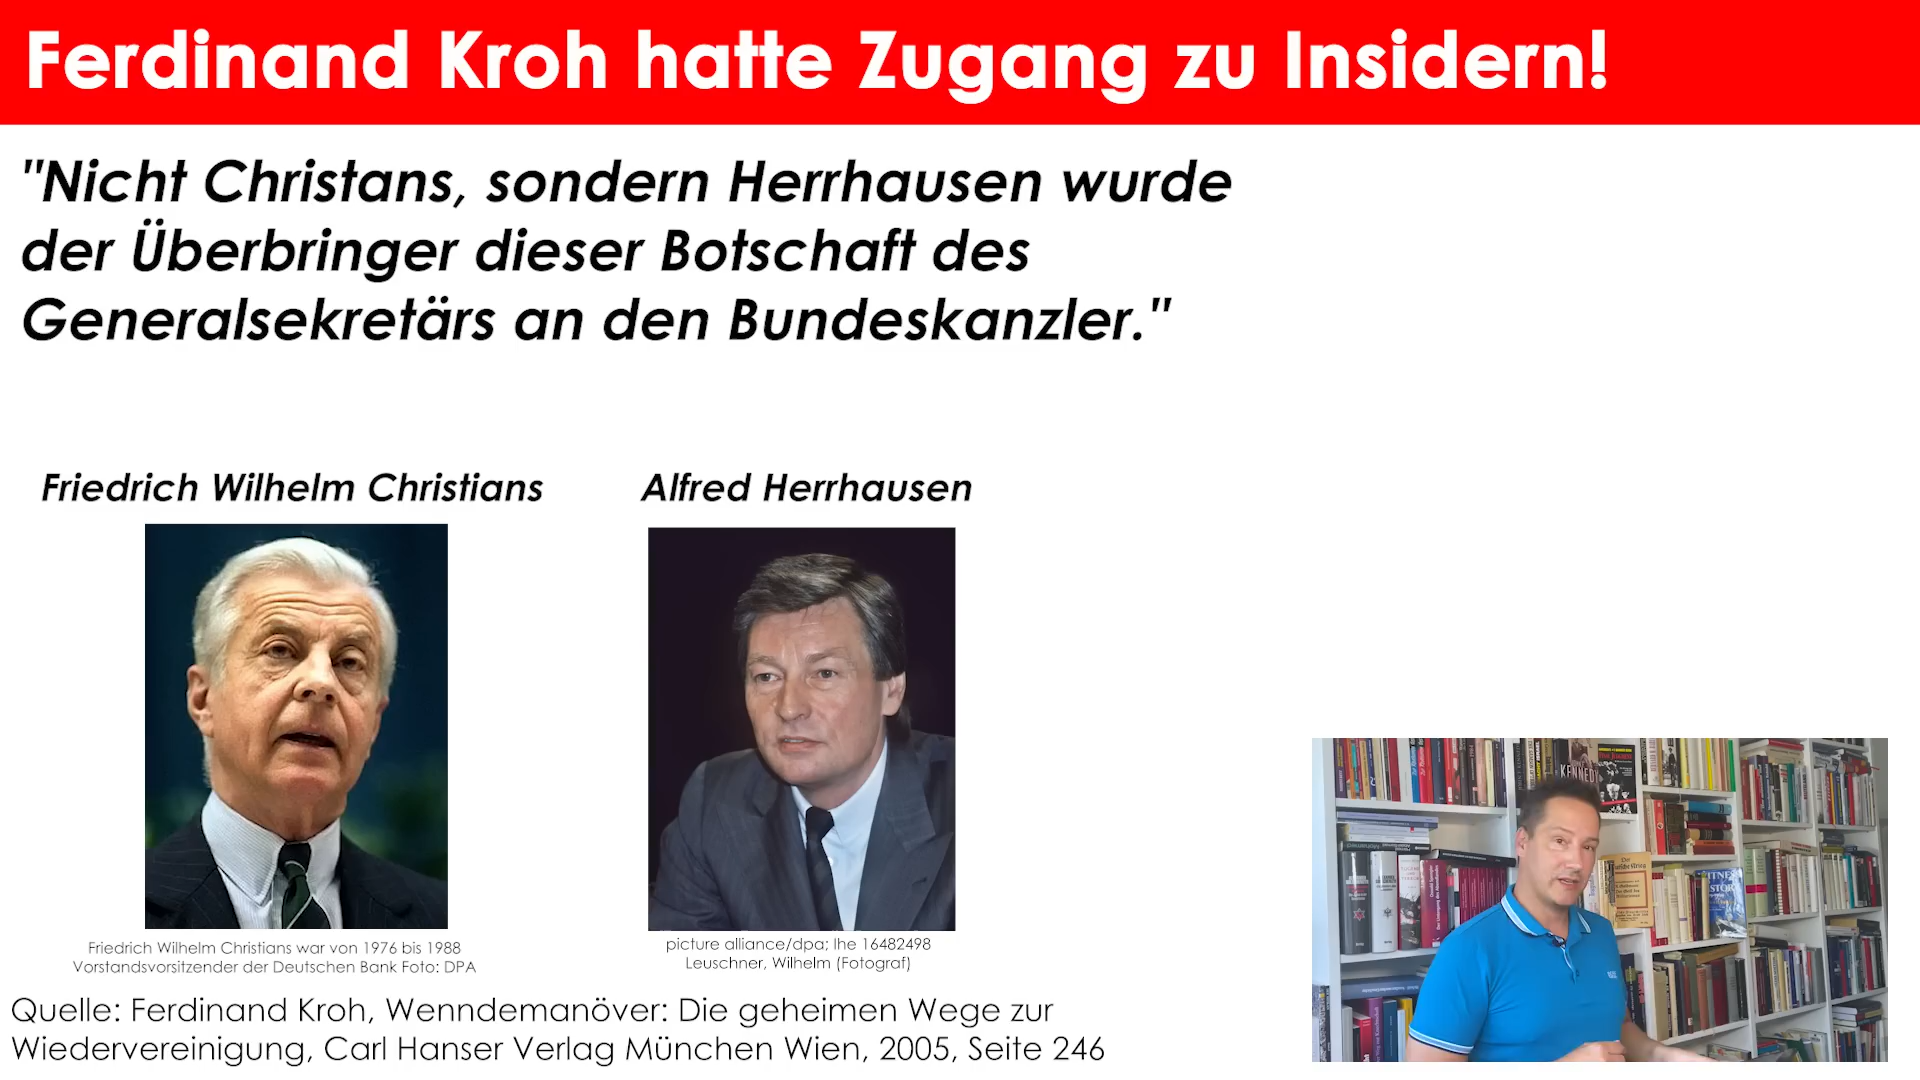 Ferdinand Kroh hatte Zugang zu Insidern!
"Nicht Christans, sondern Herrhausen wurde
der Überbringer dieser Botschaft des
Generalsekretärs an den Bundeskanzler."
Friedrich Wilhelm Christians
Alfred Herrhausen
Friedrich Wilhelm Christians war von 1976 bis 1988
Vorstandsvorsitzender der Deutschen Bank Foto: DPA
picture alliance/dpa; lhe 16482498
Leuschner, Wilhelm (Fotograf)
Quelle: Ferdinand Kroh, Wenndemanöver: Die geheimen Wege zur
Wiedervereinigung, Carl Hanser Verlag München Wien, 2005, Seite 246
KENNEDY